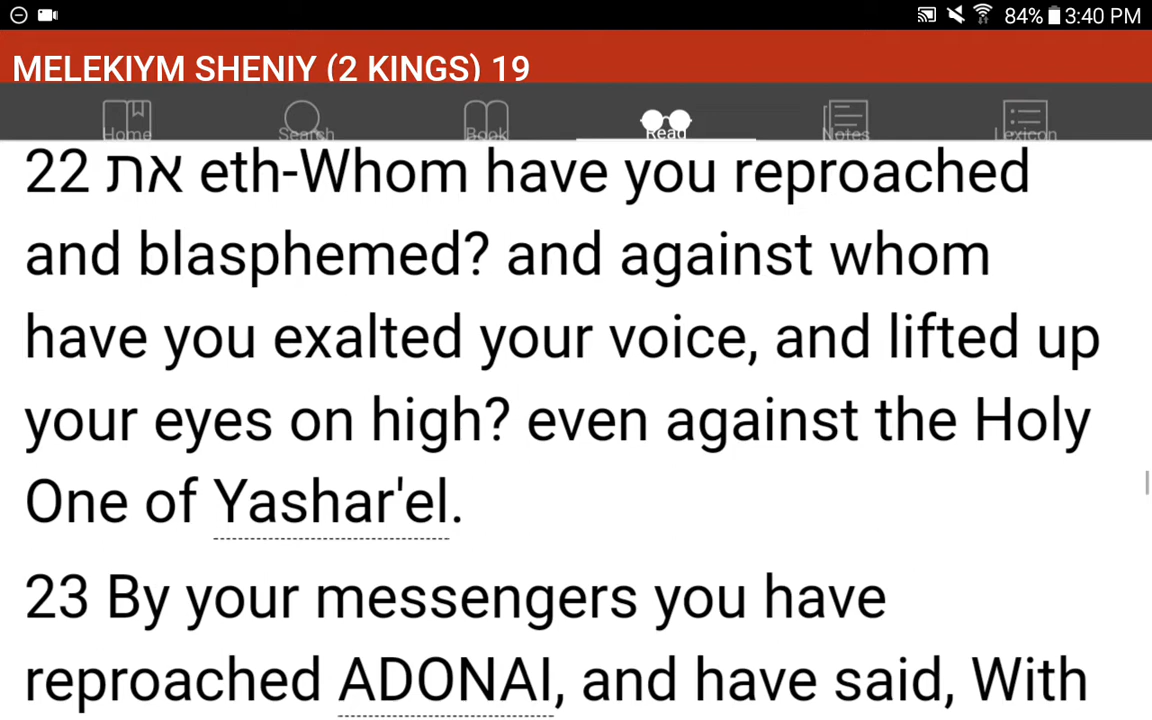 84% 3:40 PM
MELEKIYM SHENIY (2 KINGS) 19
Home Search Book Read Notes Lexicon
22 את eth-Whom have you reproached
and blasphemed? and against whom
have you exalted your voice, and lifted up
your eyes on high? even against the Holy
One of Yashar'el.
23 By your messengers you have
reproached ADONAI, and have said, With